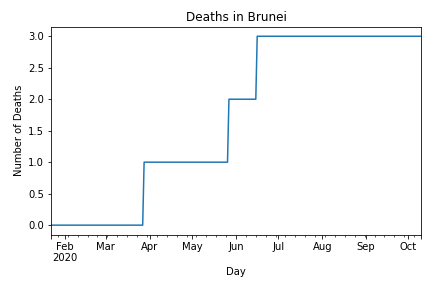 Deaths in Brunei
Number of Deaths
3.0
2.5
2.0
1.5
1.0
0.5
0.0
Feb Mar Apr May Jun Jul Aug Sep Oct
2020
Day